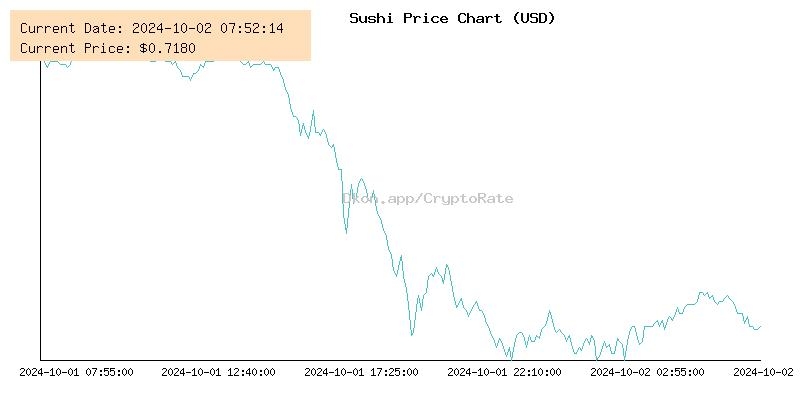 Sushi Price Chart (USD)
Current Date: 2024-10-02 07:52:14
Current Price: $0.7180
Dkon.app/CryptoRate
2024-10-01 07:55:00 2024-10-01 12:40:00 2024-10-01 17:25:00 2024-10-01 22:10:00 2024-10-02 02:55:00 2024-10-02